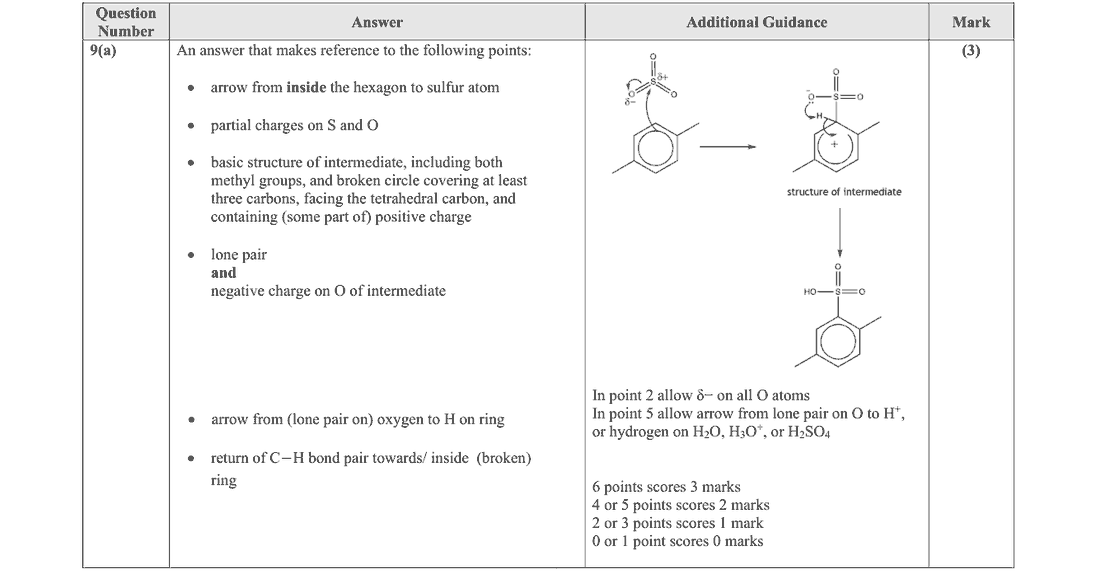 Question Number
Answer
Additional Guidance
Mark
9(a)
An answer that makes reference to the following points:
• arrow from inside the hexagon to sulfur atom
• partial charges on S and O
• basic structure of intermediate, including both
methyl groups, and broken circle covering at least
three carbons, facing the tetrahedral carbon, and
containing (some part of) positive charge
• lone pair
and
negative charge on O of intermediate
• arrow from (lone pair on) oxygen to H on ring
• return of C–H bond pair towards/ inside (broken)
ring
O
S δ+
O O
δ−
O
−O S O
H
+
structure of intermediate
O
HO S O
In point 2 allow δ− on all O atoms
In point 5 allow arrow from lone pair on O to H⁺,
or hydrogen on H₂O, H₃O⁺, or H₂SO₄
6 points scores 3 marks
4 or 5 points scores 2 marks
2 or 3 points scores 1 mark
0 or 1 point scores 0 marks
(3)